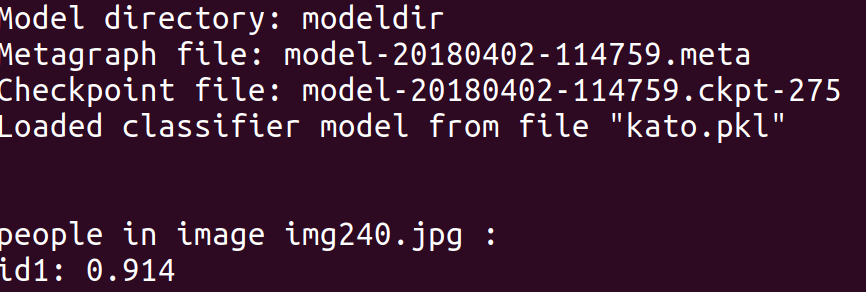 Model directory: modeldir
Metagraph file: model-20180402-114759.meta
Checkpoint file: model-20180402-114759.ckpt-275
Loaded classifier model from file "kato.pkl"
people in image img240.jpg :
id1: 0.914